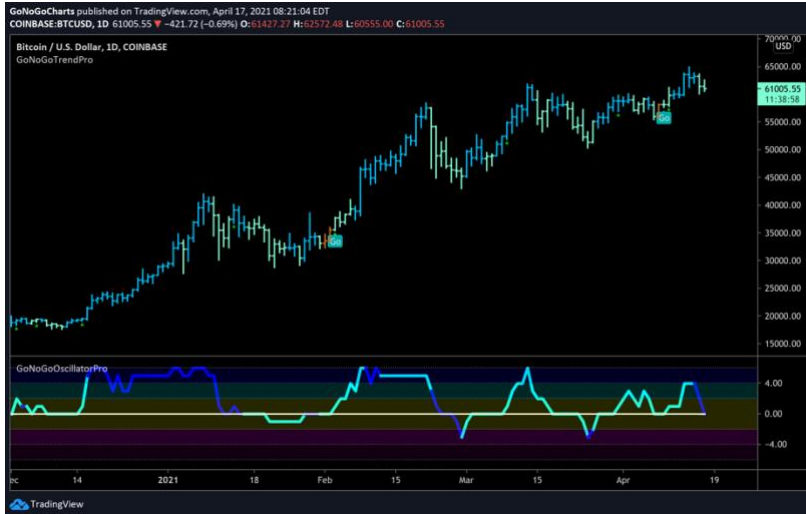 GoNoGoCharts published on TradingView.com, April 17, 2021 08:21:04 EDT
COINBASE:BTCUSD, 1D 61005.55 ▼ −421.72 (−0.69%) O:61427.27 H:62572.48 L:60555.00 C:61005.55
Bitcoin / U.S. Dollar, 1D, COINBASE
GoNoGoTrendPro
70000.00
USD
65000.00
61005.55
11:38:58
55000.00
50000.00
45000.00
40000.00
35000.00
30000.00
25000.00
20000.00
15000.00
Go
Go
GoNoGoOscillatorPro
4.00
0.00
−4.00
ec 14 2021 18 Feb 15 Mar 15 Apr 19
TradingView